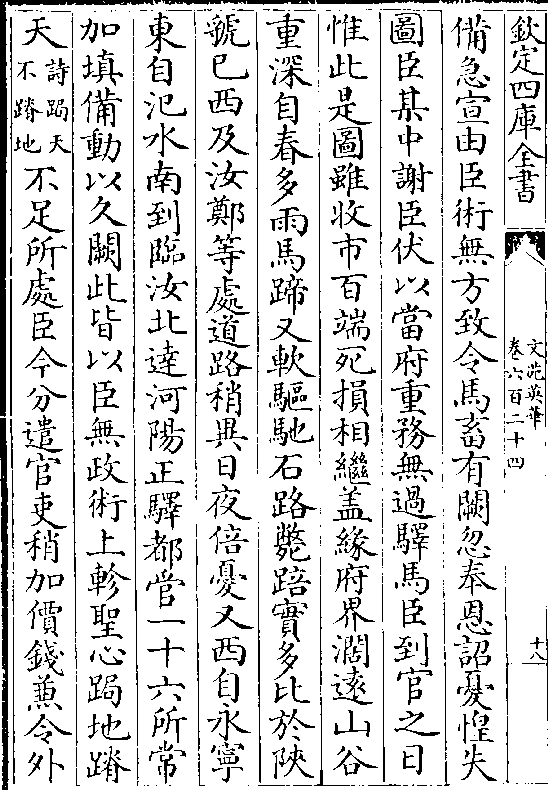 欽定四庫全書
文苑英華
卷六百二十四
十八
備急宣由臣術無方致令馬畜有闕忽奉恩詔憂惶失
圖臣某中謝臣伏以當府重務無過驛馬臣到官之日
惟此是圖雖收市百端死損相繼盖緣府界濶遠山谷
重深自春多雨馬蹄又軟驅馳石路斃踣實多比於陜
虢已西及汝鄭等處道路稍異日夜倍憂又西自永寧
東自汜水南到臨汝北達河陽正驛都管一十六所常
加填備動以久闕此皆以臣無政術上軫聖心跼地蹐
天詩跼天不蹐地不足所處臣今分遣官吏稍加價錢兼令外